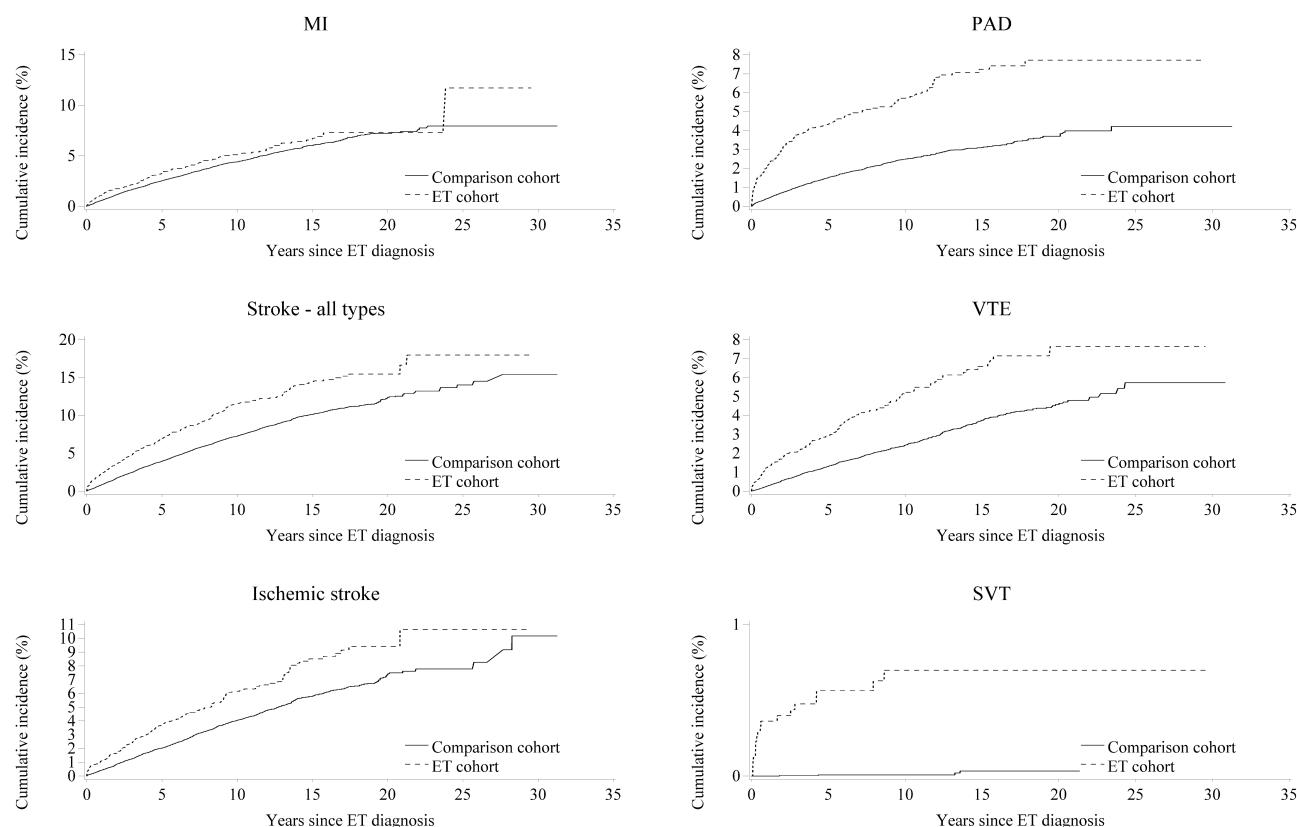 MI
Cumulative incidence (%)
15
10
5
0
Comparison cohort
ET cohort
0 5 10 15 20 25 30 35
Years since ET diagnosis
PAD
Cumulative incidence (%)
8
7
6
5
4
3
2
1
0
Comparison cohort
ET cohort
0 5 10 15 20 25 30 35
Years since ET diagnosis
Stroke - all types
Cumulative incidence (%)
20
15
10
5
0
Comparison cohort
ET cohort
0 5 10 15 20 25 30 35
Years since ET diagnosis
VTE
Cumulative incidence (%)
8
7
6
5
4
3
2
1
0
Comparison cohort
ET cohort
0 5 10 15 20 25 30 35
Years since ET diagnosis
Ischemic stroke
Cumulative incidence (%)
11
10
9
8
7
6
5
4
3
2
1
0
Comparison cohort
ET cohort
0 5 10 15 20 25 30 35
Years since ET diagnosis
SVT
Cumulative incidence (%)
1
0
Comparison cohort
ET cohort
0 5 10 15 20 25 30 35
Years since ET diagnosis